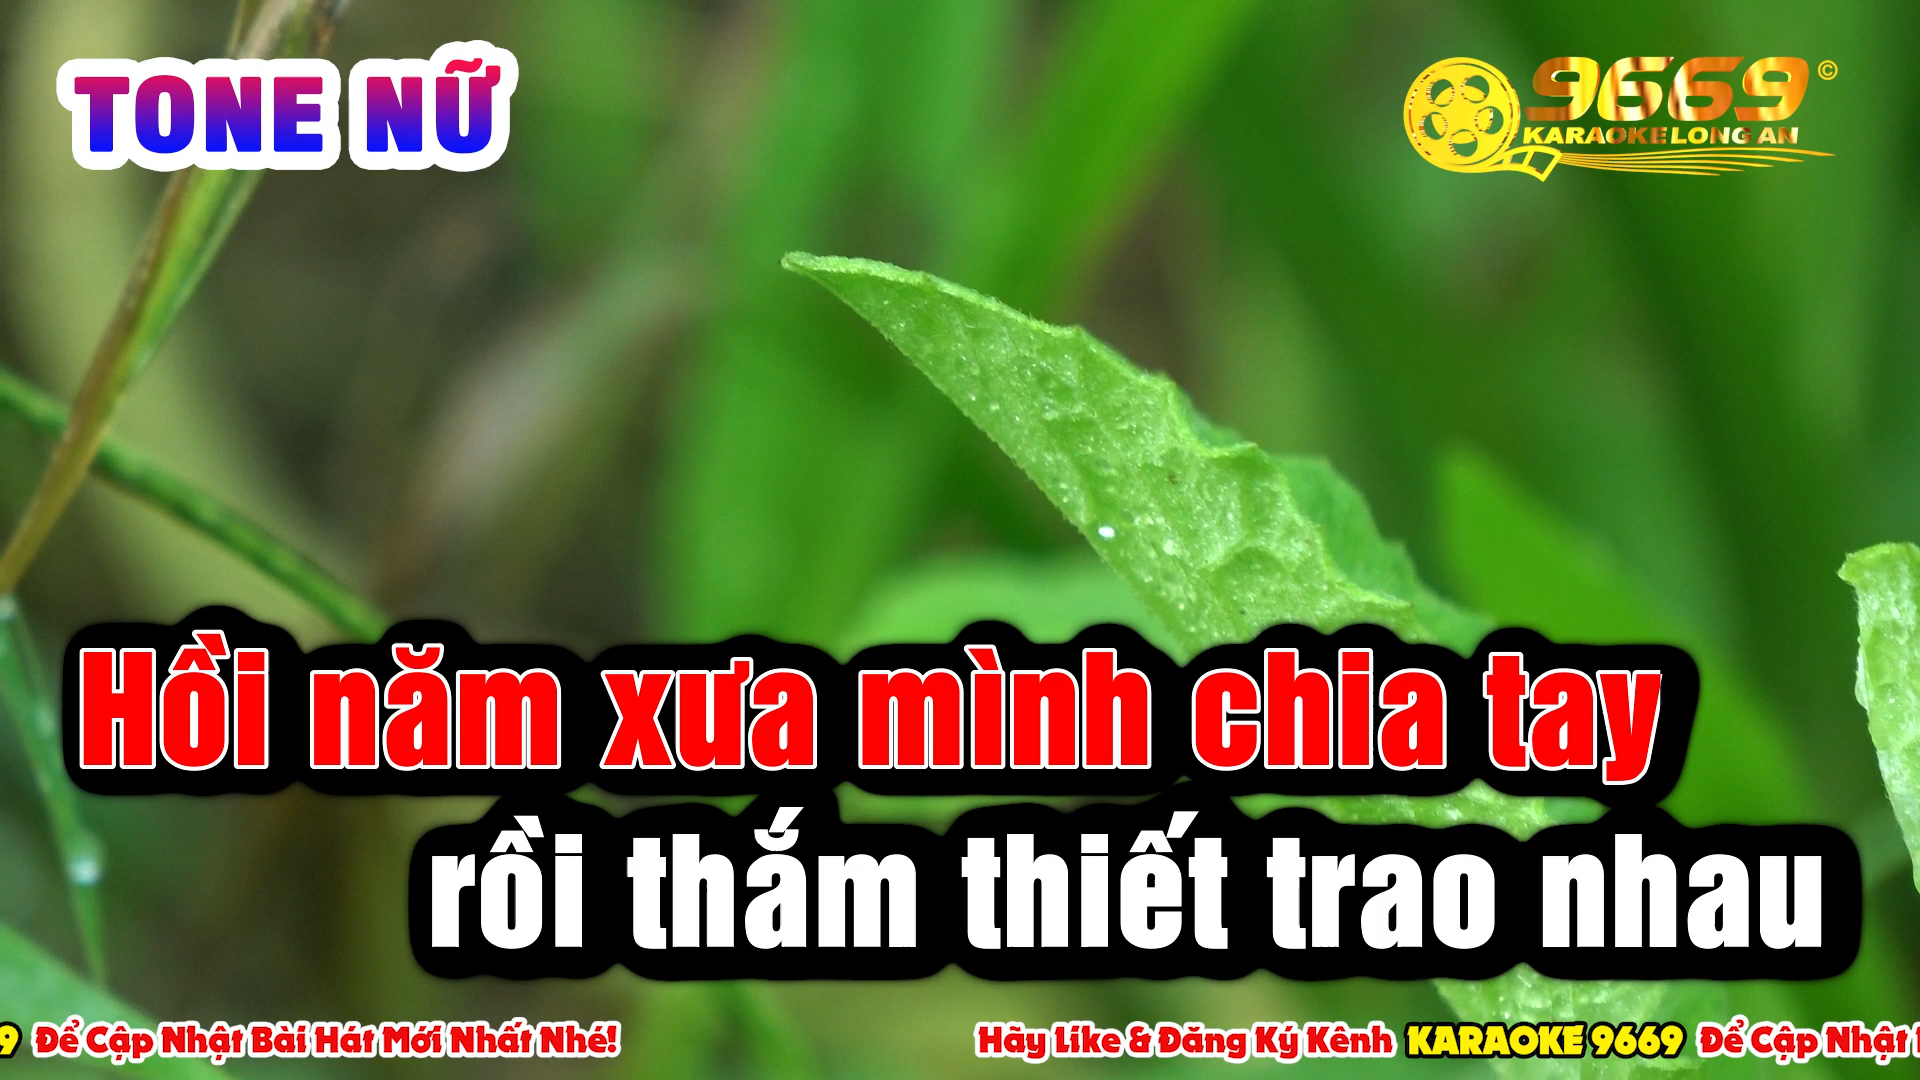 TONE NỮ
9669 ©
KARAOKE LONG AN
Hồi năm xưa mình chia tay
rồi thắm thiết trao nhau
9 Để Cập Nhật Bài Hát Mới Nhất Nhé! Hãy Like & Đăng Ký Kênh KARAOKE 9669 Để Cập Nhật